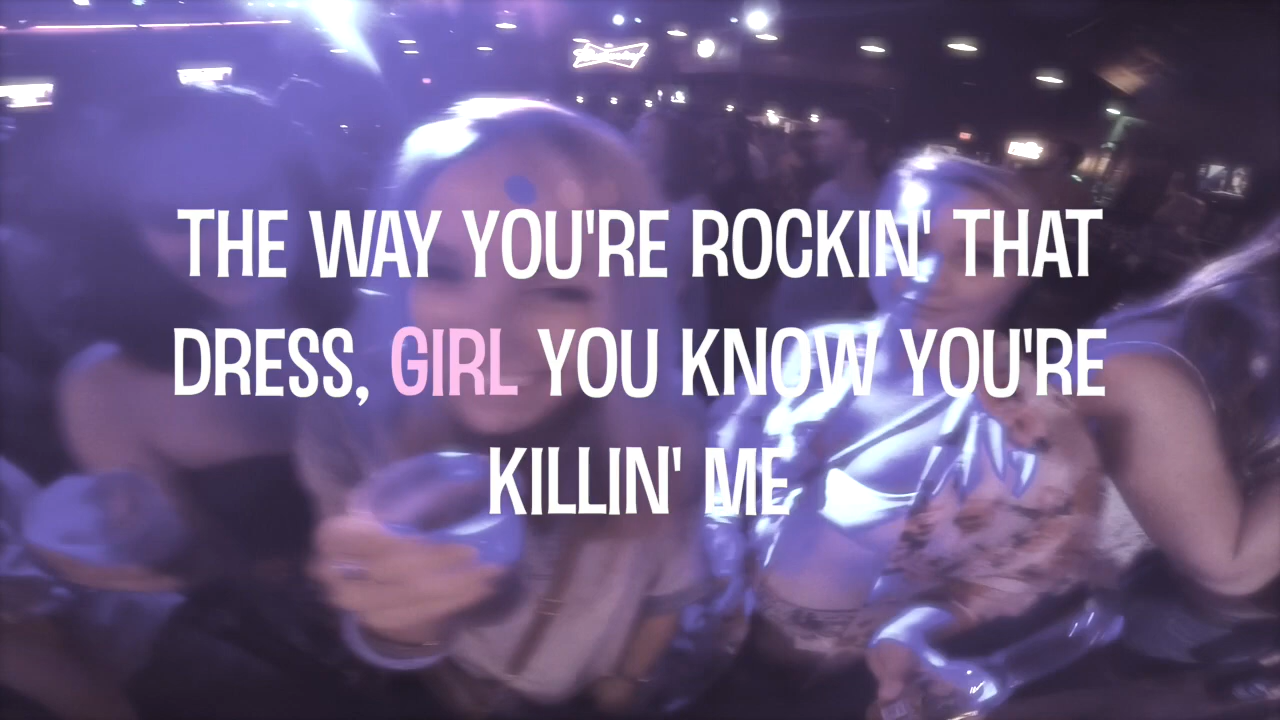 THE WAY YOU'RE ROCKIN' THAT
DRESS, GIRL YOU KNOW YOU'RE
KILLIN' ME